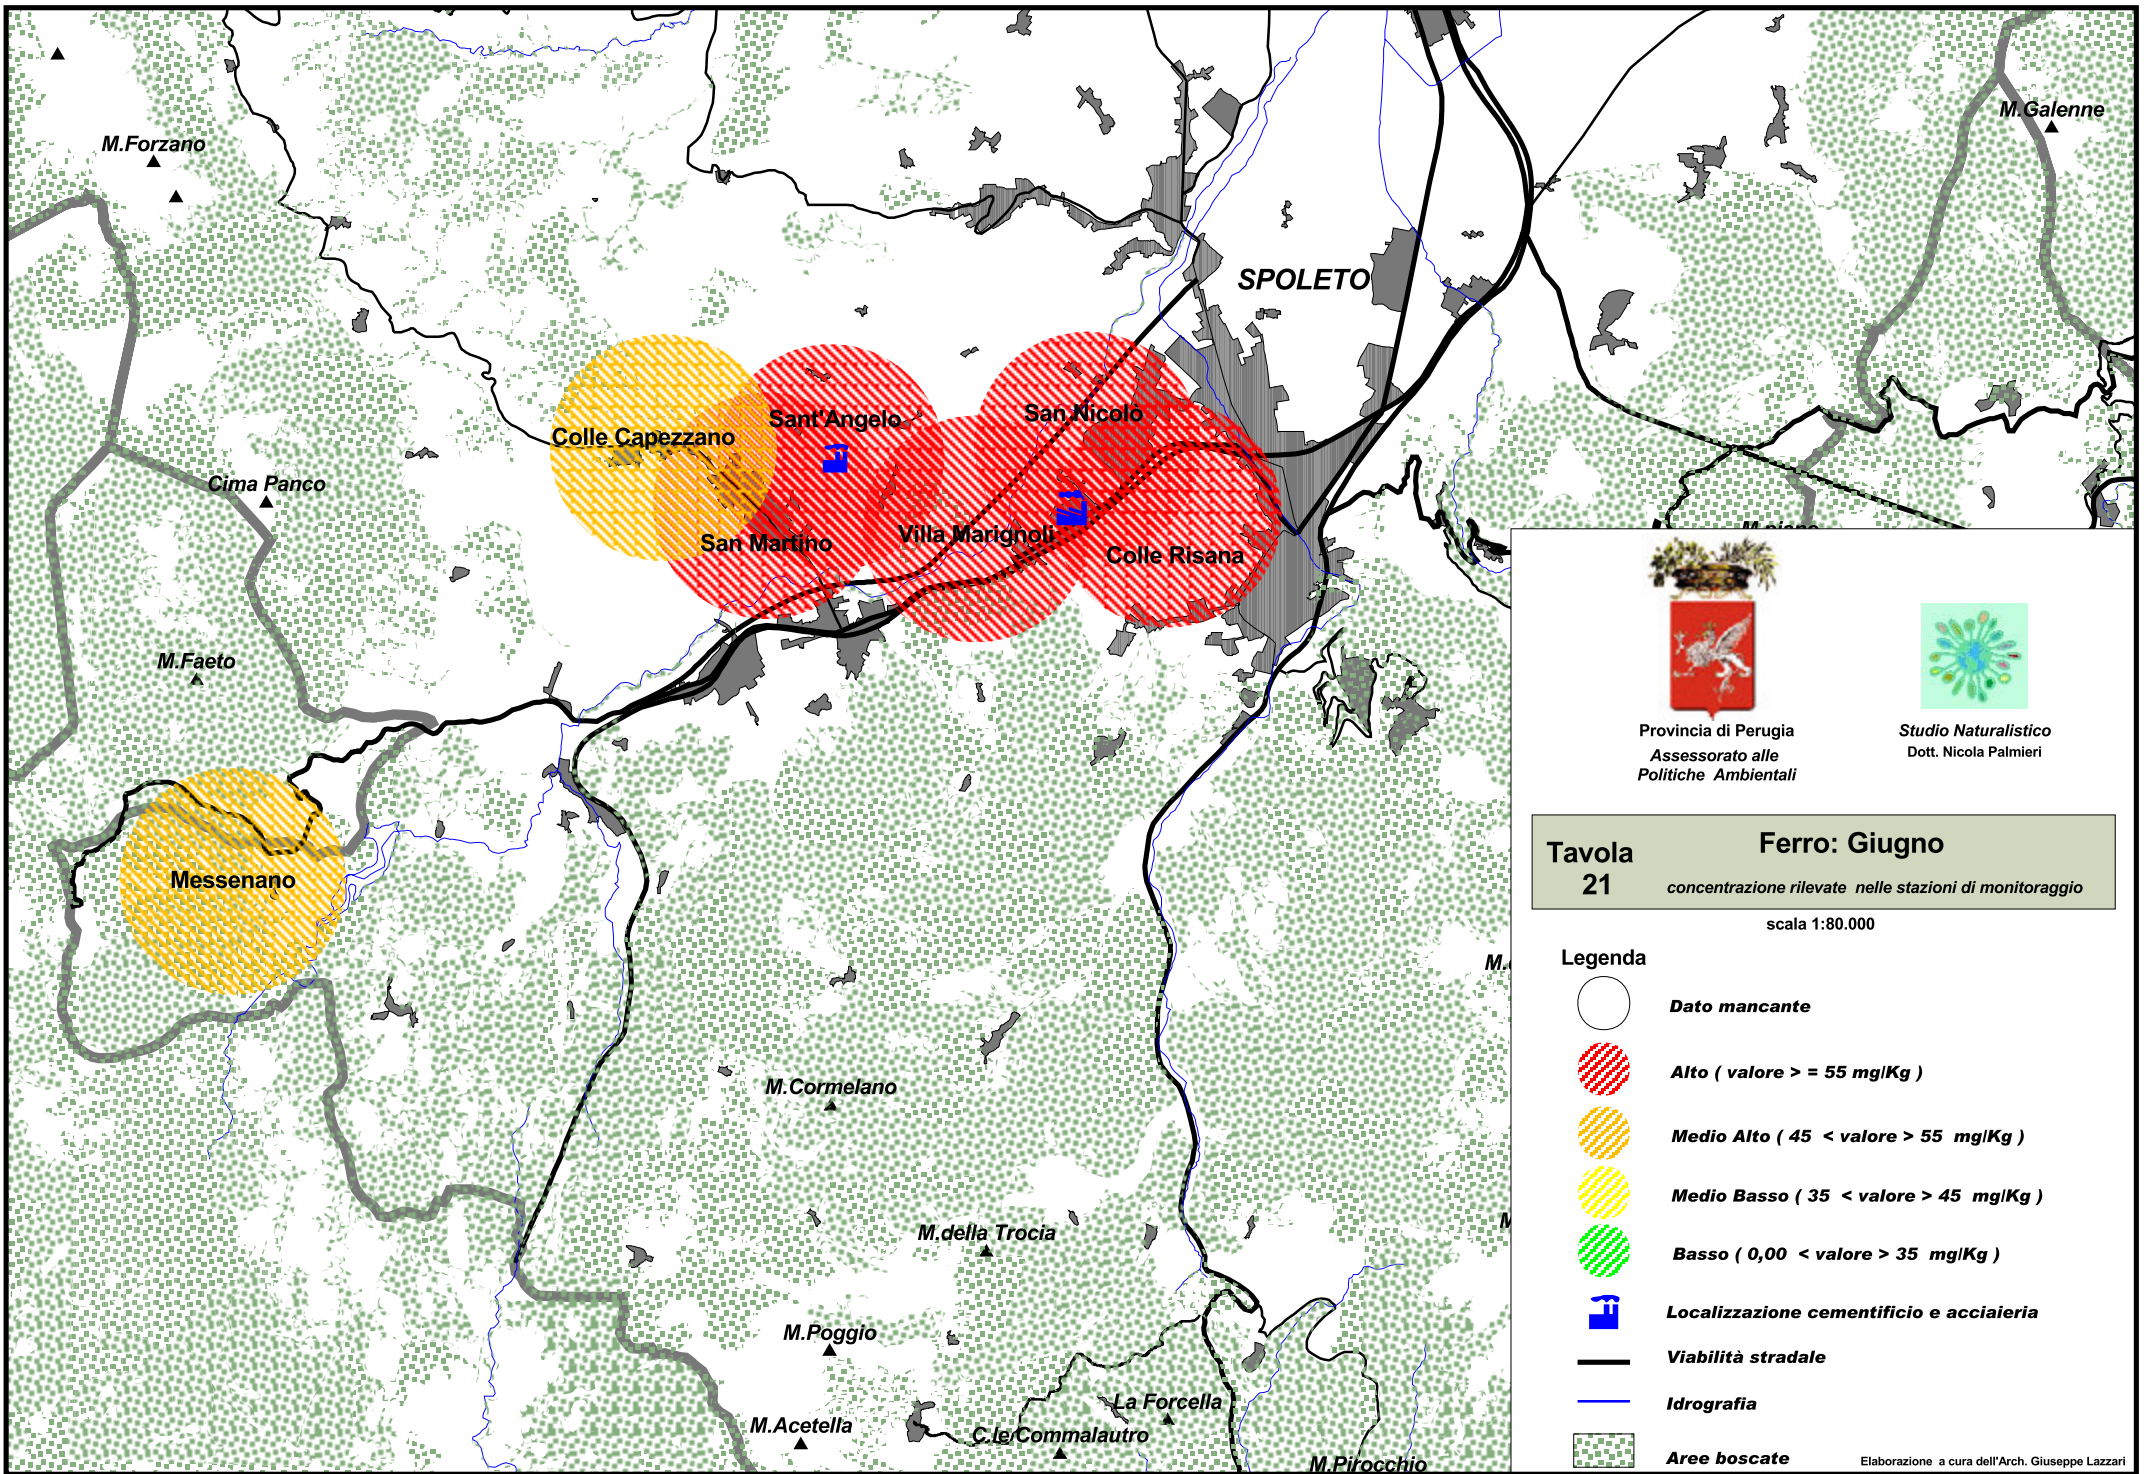 M.Galenne
M.Forzano
SPOLETO
San Nicolò
Sant'Angelo
Colle Capezzano
Cima Panco
M.piano
Villa Marignoli
San Martino
Colle Risana
M.Faeto
Messenano
M.Cormelano
M.della Trocia
M.Poggio
La Forcella
M.Acetella
C.le Commalautro
M.Pirocchio
Provincia di Perugia
Assessorato alle
Politiche Ambientali
Studio Naturalistico
Dott. Nicola Palmieri
Tavola
21
Ferro: Giugno
concentrazione rilevate nelle stazioni di monitoraggio
scala 1:80.000
Legenda
Dato mancante
Alto ( valore > = 55 mg/Kg )
Medio Alto ( 45 < valore > 55 mg/Kg )
Medio Basso ( 35 < valore > 45 mg/Kg )
Basso ( 0,00 < valore > 35 mg/Kg )
Localizzazione cementificio e acciaieria
Viabilità stradale
Idrografia
Aree boscate
Elaborazione a cura dell'Arch. Giuseppe Lazzari